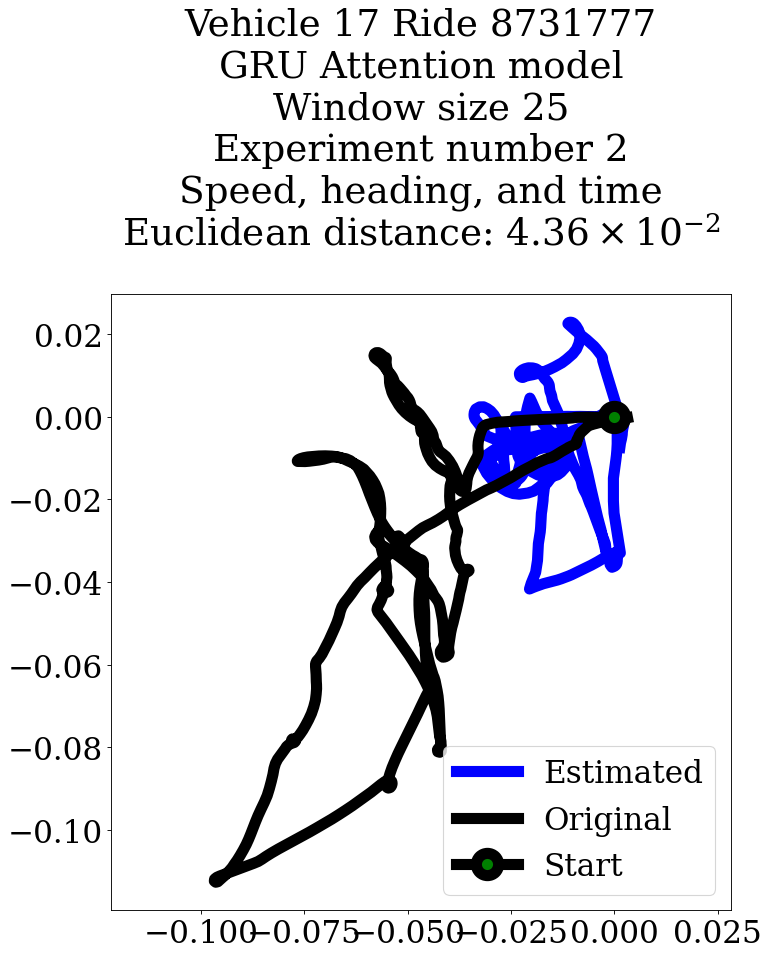 Vehicle 17 Ride 8731777
GRU Attention model
Window size 25
Experiment number 2
Speed, heading, and time
Euclidean distance: 4.36 × 10⁻²
0.02
0.00
−0.02
−0.04
−0.06
−0.08
−0.10
Estimated
Original
Start
−0.100 −0.075 −0.050 −0.025 0.000 0.025